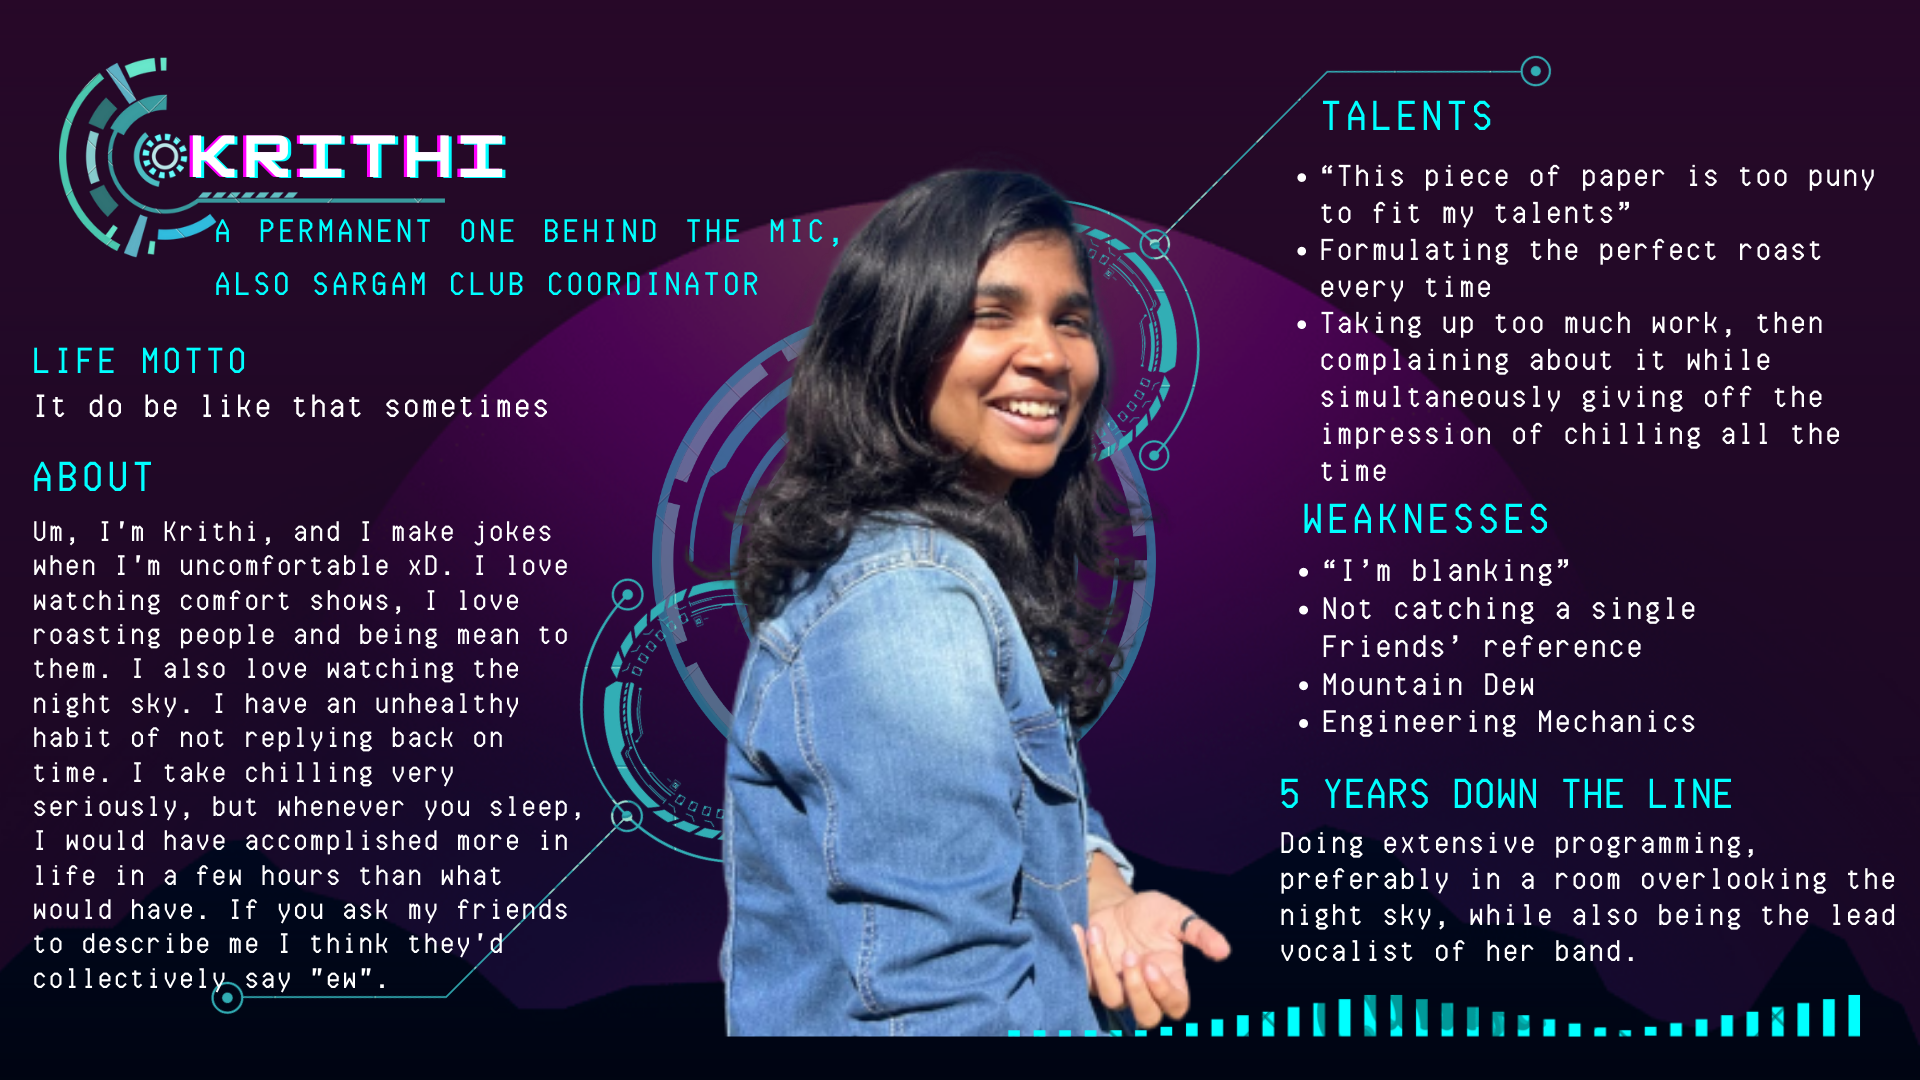 KRITHI
A PERMANENT ONE BEHIND THE MIC,
ALSO SARGAM CLUB COORDINATOR
LIFE MOTTO
It do be like that sometimes
ABOUT
Um, I'm Krithi, and I make jokes
when I'm uncomfortable xD. I love
watching comfort shows, I love
roasting people and being mean to
them. I also love watching the
night sky. I have an unhealthy
habit of not replying back on
time. I take chilling very
seriously, but whenever you sleep,
I would have accomplished more in
life in a few hours than what
would have. If you ask my friends
to describe me I think they'd
collectively say "ew".
TALENTS
• “This piece of paper is too puny
to fit my talents”
• Formulating the perfect roast
every time
• Taking up too much work, then
complaining about it while
simultaneously giving off the
impression of chilling all the
time
WEAKNESSES
• “I’m blanking”
• Not catching a single
Friends’ reference
• Mountain Dew
• Engineering Mechanics
5 YEARS DOWN THE LINE
Doing extensive programming,
preferably in a room overlooking the
night sky, while also being the lead
vocalist of her band.